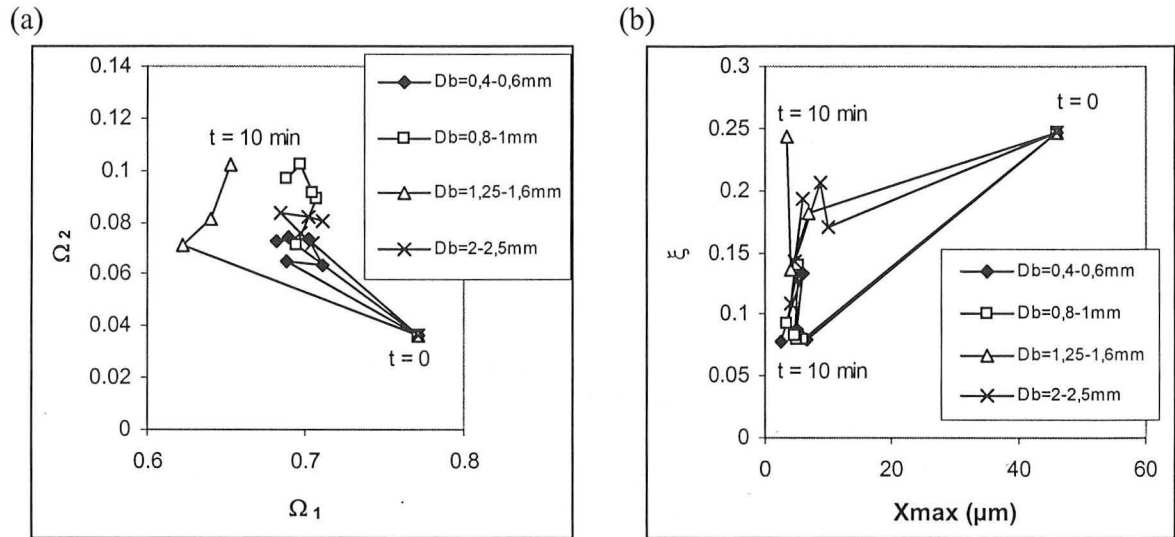 (a)
0.14
0.12
0.1
0.08
0.06
0.04
0.02
0
Ω2
t = 10 min
t = 0
Db=0,4-0,6mm
Db=0,8-1mm
Db=1,25-1,6mm
Db=2-2,5mm
0.6 0.7 0.8
Ω1
(b)
0.3
0.25
0.2
0.15
0.1
0.05
0
ξ
t = 10 min
t = 0
t = 10 min
Db=0,4-0,6mm
Db=0,8-1mm
Db=1,25-1,6mm
Db=2-2,5mm
0 20 40 60
Xmax (μm)